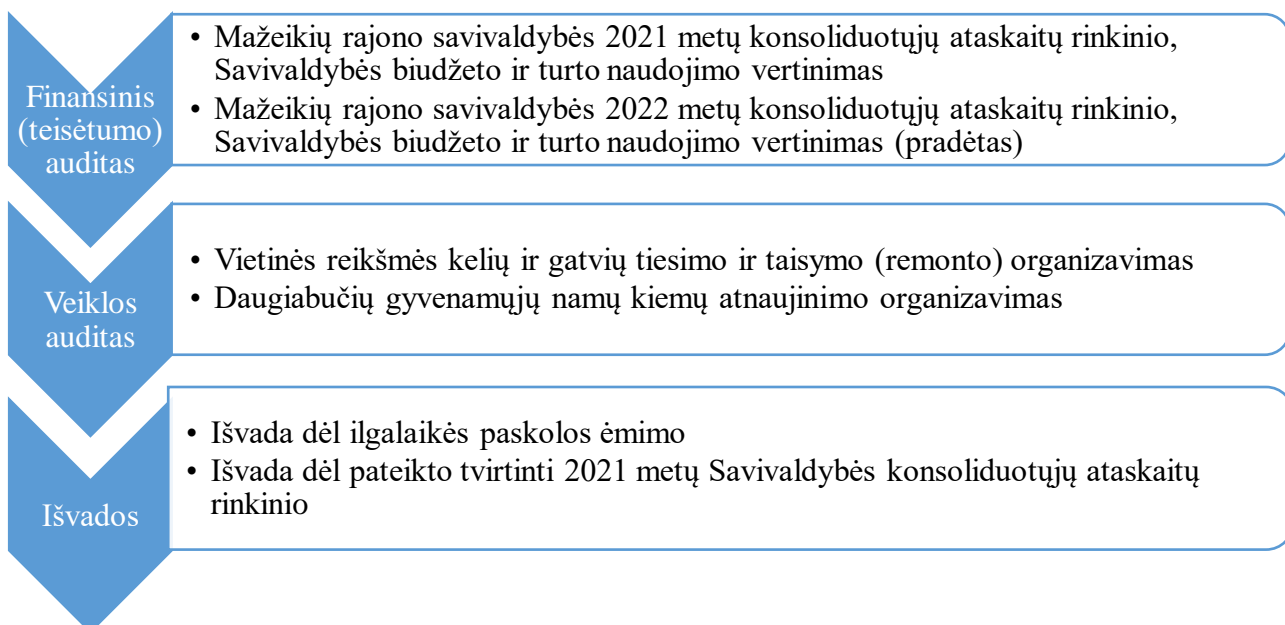 Finansinis
(teisėtumo)
auditas
• Mažeikių rajono savivaldybės 2021 metų konsoliduotųjų ataskaitų rinkinio,
Savivaldybės biudžeto ir turto naudojimo vertinimas
• Mažeikių rajono savivaldybės 2022 metų konsoliduotųjų ataskaitų rinkinio,
Savivaldybės biudžeto ir turto naudojimo vertinimas (pradėtas)
Veiklos
auditas
• Vietinės reikšmės kelių ir gatvių tiesimo ir taisymo (remonto) organizavimas
• Daugiabučių gyvenamųjų namų kiemų atnaujinimo organizavimas
Išvados
• Išvada dėl ilgalaikės paskolos ėmimo
• Išvada dėl pateikto tvirtinti 2021 metų Savivaldybės konsoliduotųjų ataskaitų
rinkinio